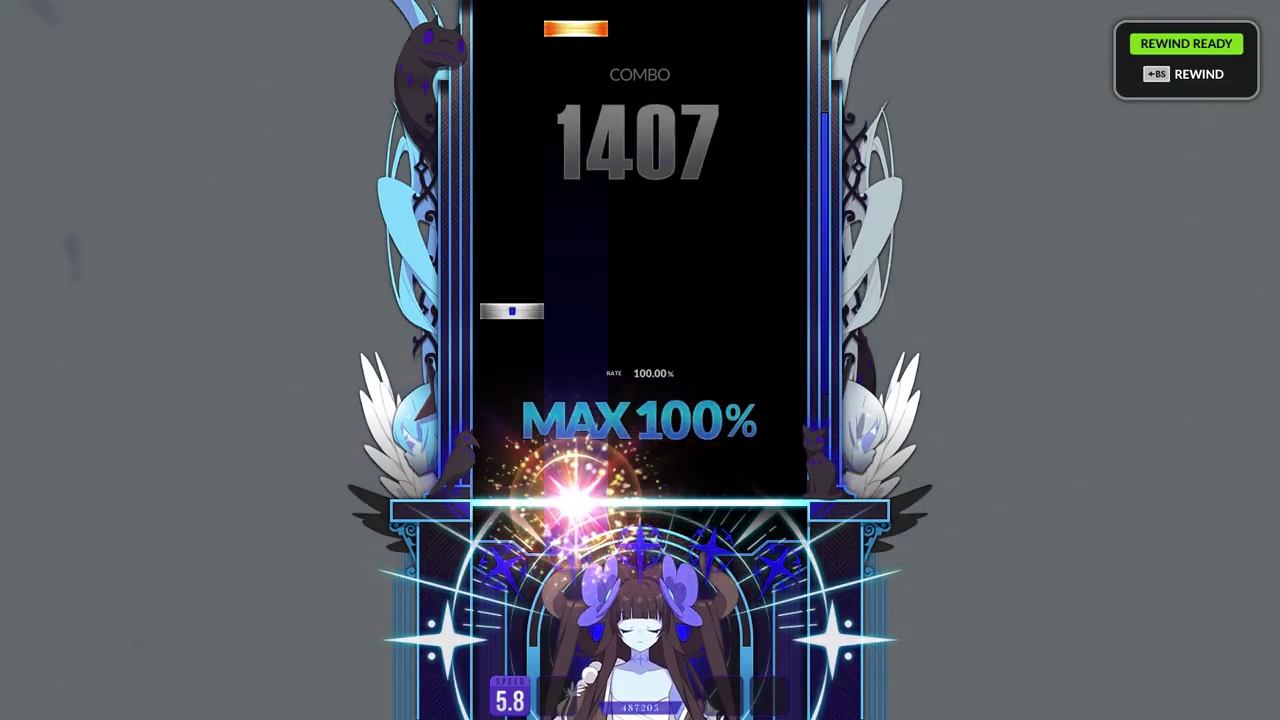 REWIND READY
←BS REWIND
COMBO
1407
RATE 100.00%
MAX 100%
SPEED
5.8
487205